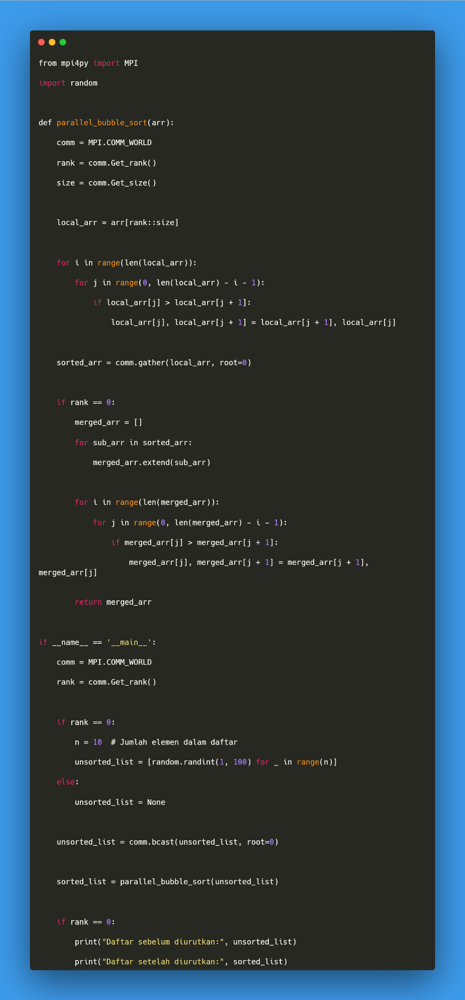 from mpi4py import MPI
import random
def parallel_bubble_sort(arr):
    comm = MPI.COMM_WORLD
    rank = comm.Get_rank()
    size = comm.Get_size()
    local_arr = arr[rank::size]
    for i in range(len(local_arr)):
        for j in range(0, len(local_arr) - i - 1):
            if local_arr[j] > local_arr[j + 1]:
                local_arr[j], local_arr[j + 1] = local_arr[j + 1], local_arr[j]
    sorted_arr = comm.gather(local_arr, root=0)
    if rank == 0:
        merged_arr = []
        for sub_arr in sorted_arr:
            merged_arr.extend(sub_arr)
        for i in range(len(merged_arr)):
            for j in range(0, len(merged_arr) - i - 1):
                if merged_arr[j] > merged_arr[j + 1]:
                    merged_arr[j], merged_arr[j + 1] = merged_arr[j + 1],
merged_arr[j]
        return merged_arr
if __name__ == '__main__':
    comm = MPI.COMM_WORLD
    rank = comm.Get_rank()
    if rank == 0:
        n = 10  # Jumlah elemen dalam daftar
        unsorted_list = [random.randint(1, 100) for _ in range(n)]
    else:
        unsorted_list = None
    unsorted_list = comm.bcast(unsorted_list, root=0)
    sorted_list = parallel_bubble_sort(unsorted_list)
    if rank == 0:
        print("Daftar sebelum diurutkan:", unsorted_list)
        print("Daftar setelah diurutkan:", sorted_list)